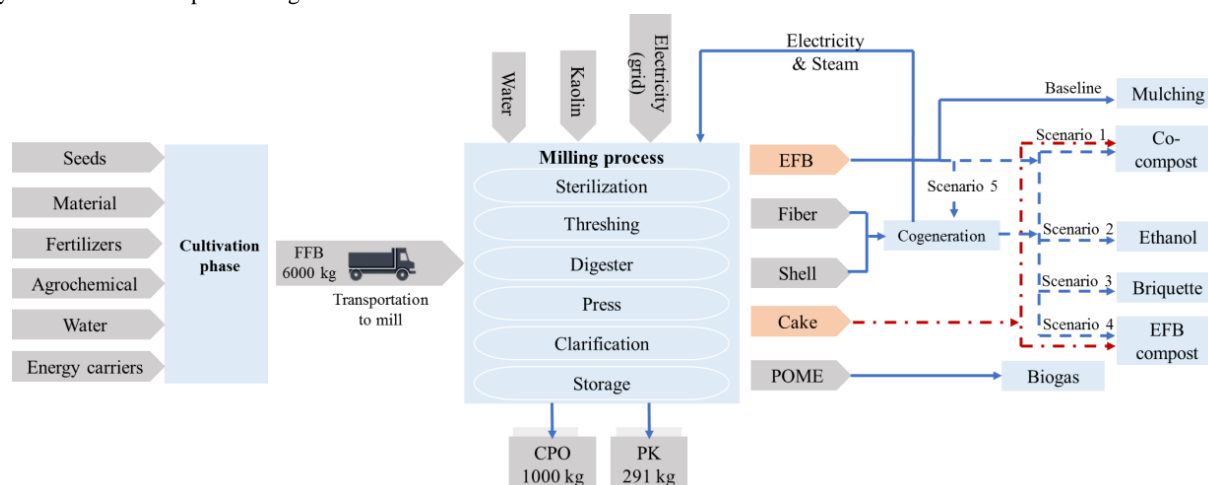 Water
Kaolin
Electricity
(grid)
Electricity
& Steam
Seeds
Material
Fertilizers
Agrochemical
Water
Energy carriers
Cultivation
phase
FFB
6000 kg
Transportation
to mill
Milling process
Sterilization
Threshing
Digester
Press
Clarification
Storage
CPO
1000 kg
PK
291 kg
EFB
Fiber
Shell
Cake
POME
Cogeneration
Biogas
Baseline
Scenario 1
Scenario 5
Scenario 2
Scenario 3
Scenario 4
Mulching
Co-
compost
Ethanol
Briquette
EFB
compost